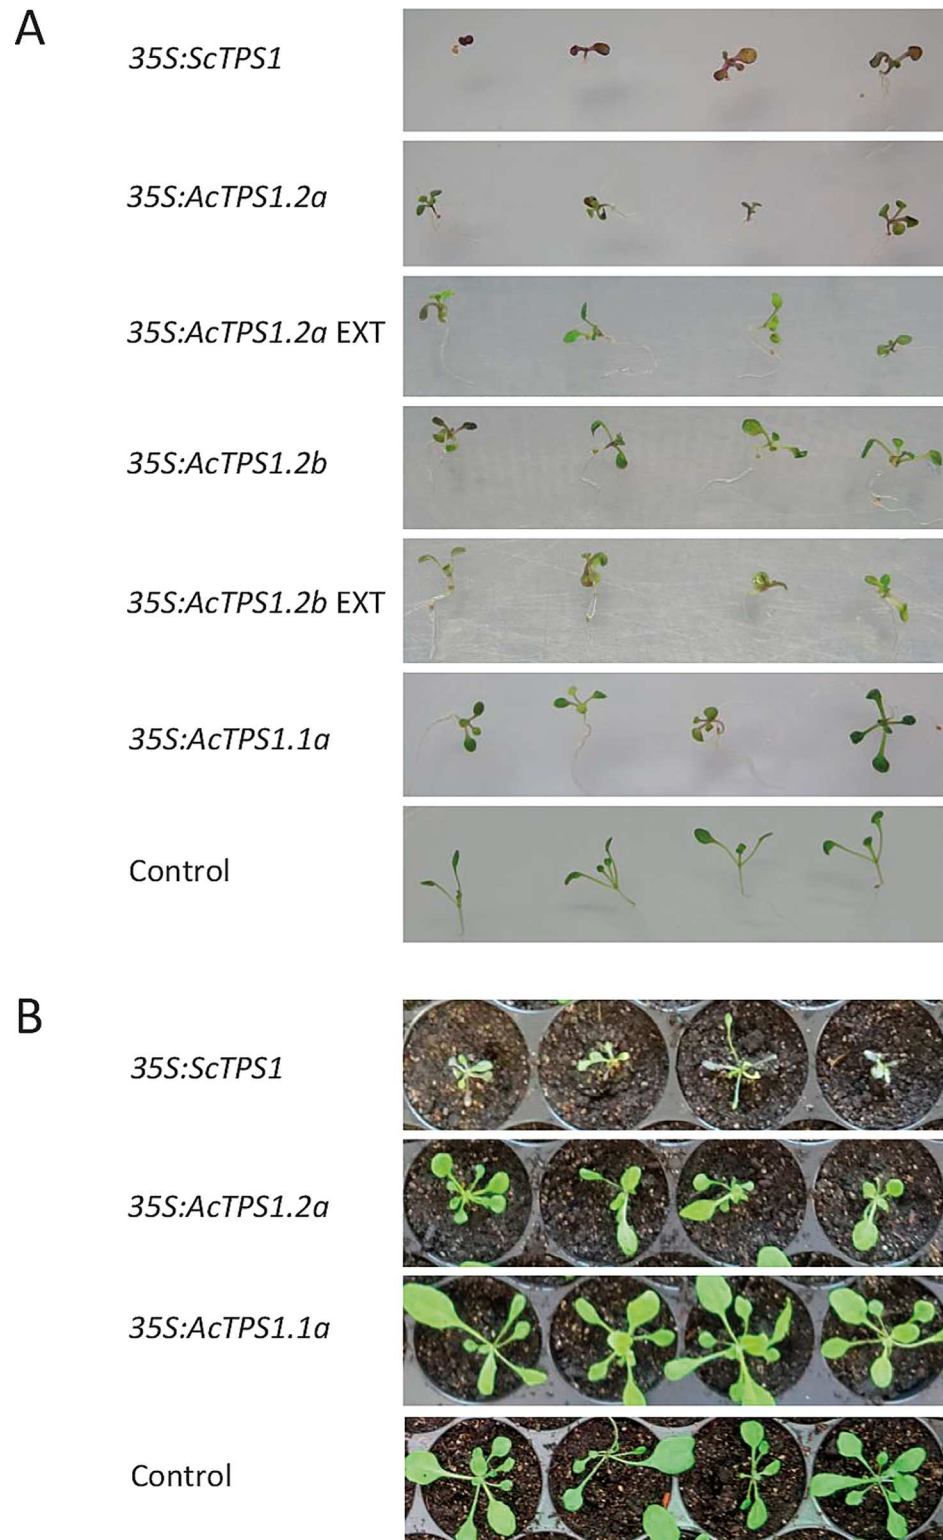 A
35S:ScTPS1
35S:AcTPS1.2a
35S:AcTPS1.2a EXT
35S:AcTPS1.2b
35S:AcTPS1.2b EXT
35S:AcTPS1.1a
Control
B
35S:ScTPS1
35S:AcTPS1.2a
35S:AcTPS1.1a
Control